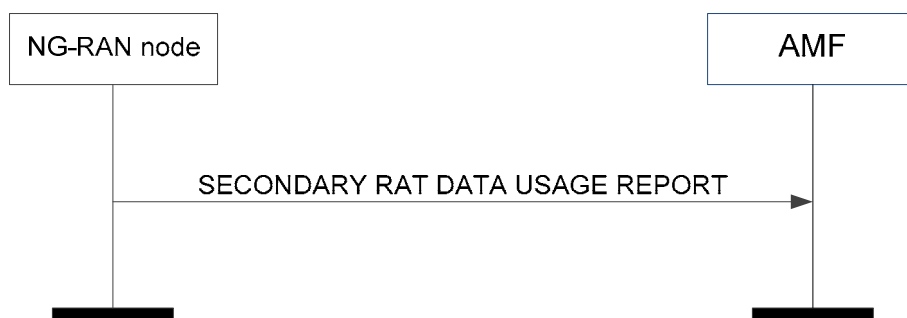 NG-RAN node
AMF
SECONDARY RAT DATA USAGE REPORT